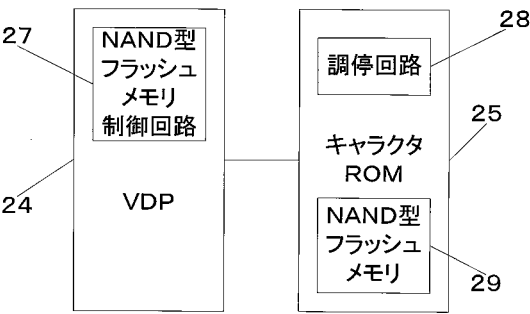 27
NAND型
フラッシュ
メモリ
制御回路
24
VDP
28
調停回路
25
キャラクタ
ROM
NAND型
フラッシュ
メモリ
29